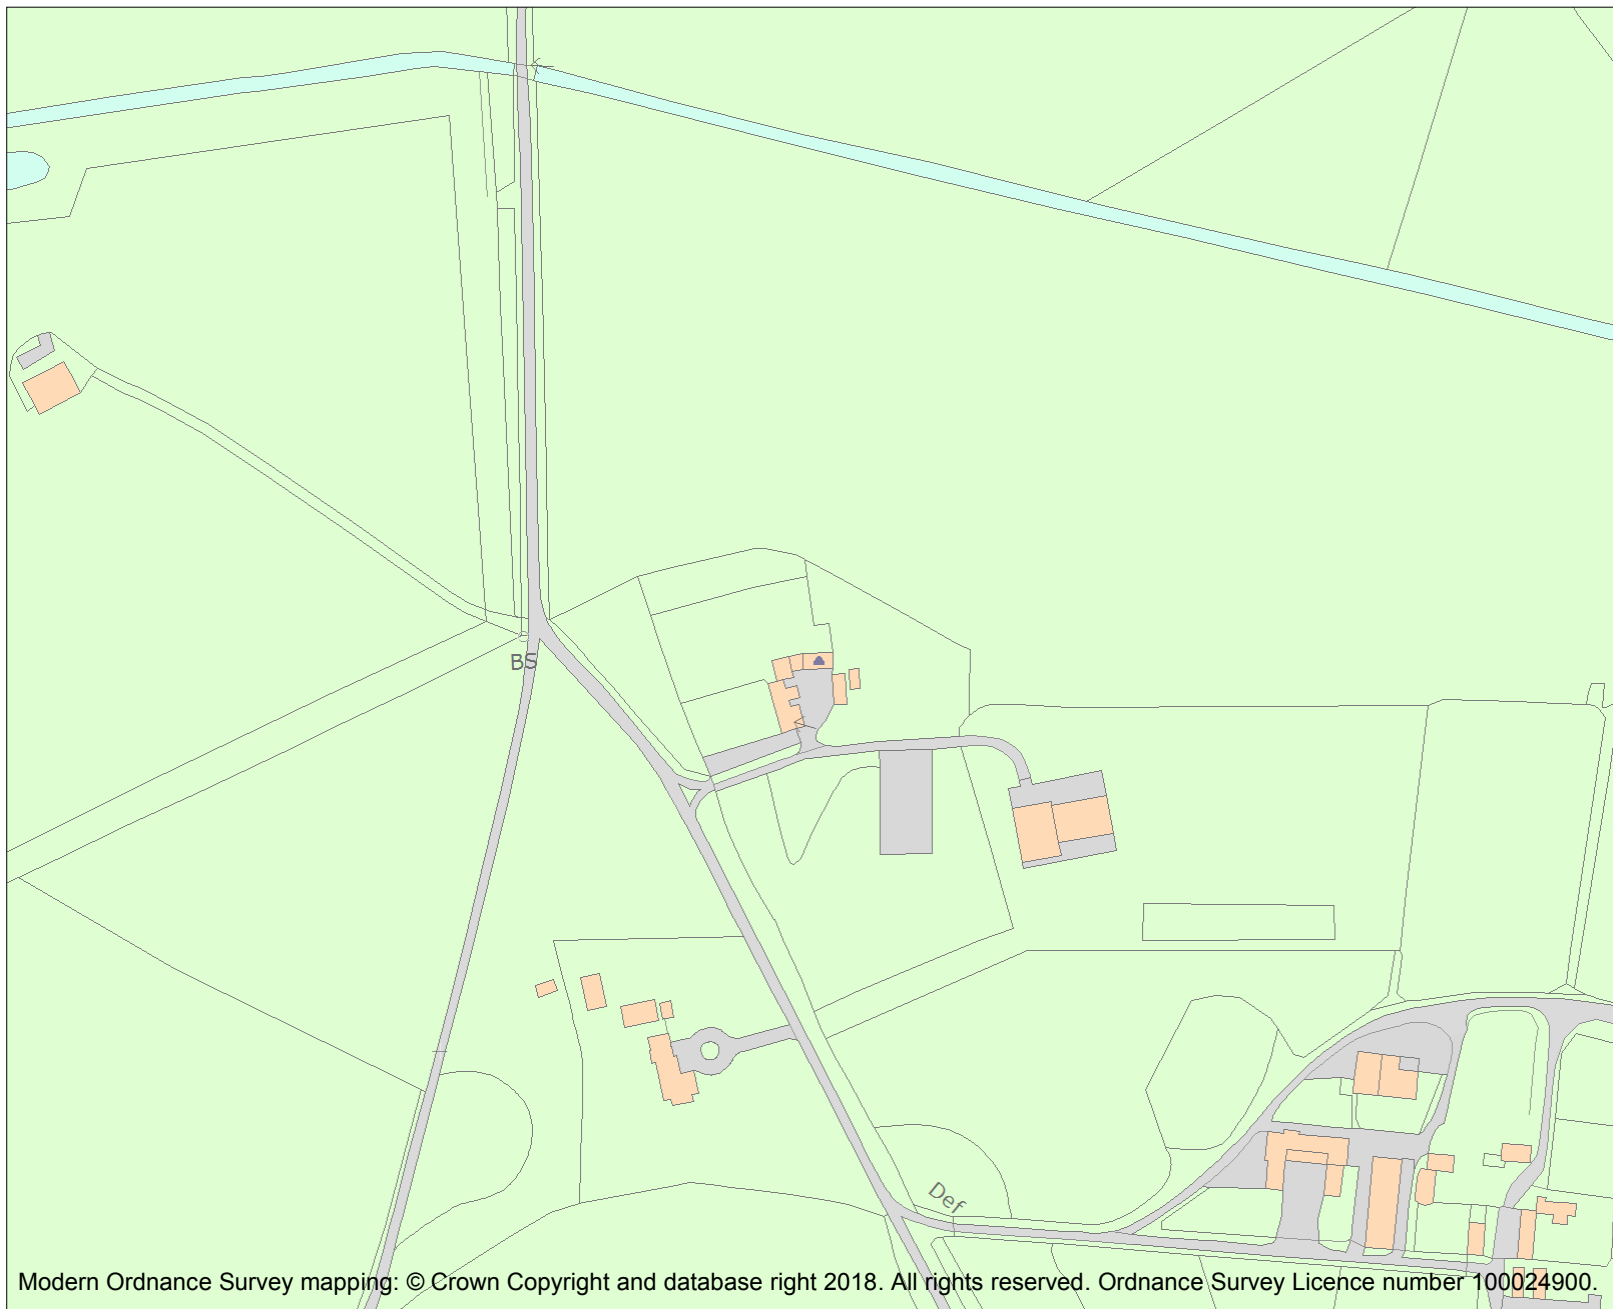 BS
Def
Modern Ordnance Survey mapping: © Crown Copyright and database right 2018. All rights reserved. Ordnance Survey Licence number 100024900.